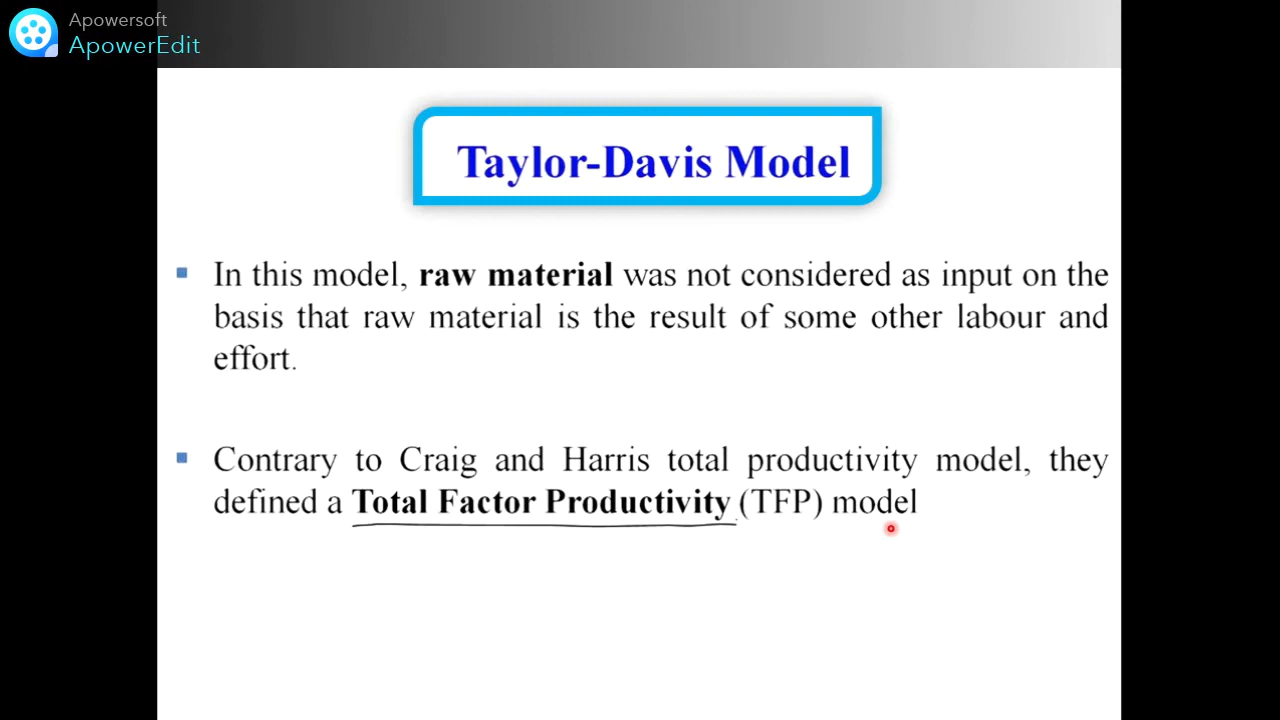 Apowersoft
ApowerEdit
Taylor-Davis Model
In this model, raw material was not considered as input on the
basis that raw material is the result of some other labour and
effort.
Contrary to Craig and Harris total productivity model, they
defined a Total Factor Productivity (TFP) model